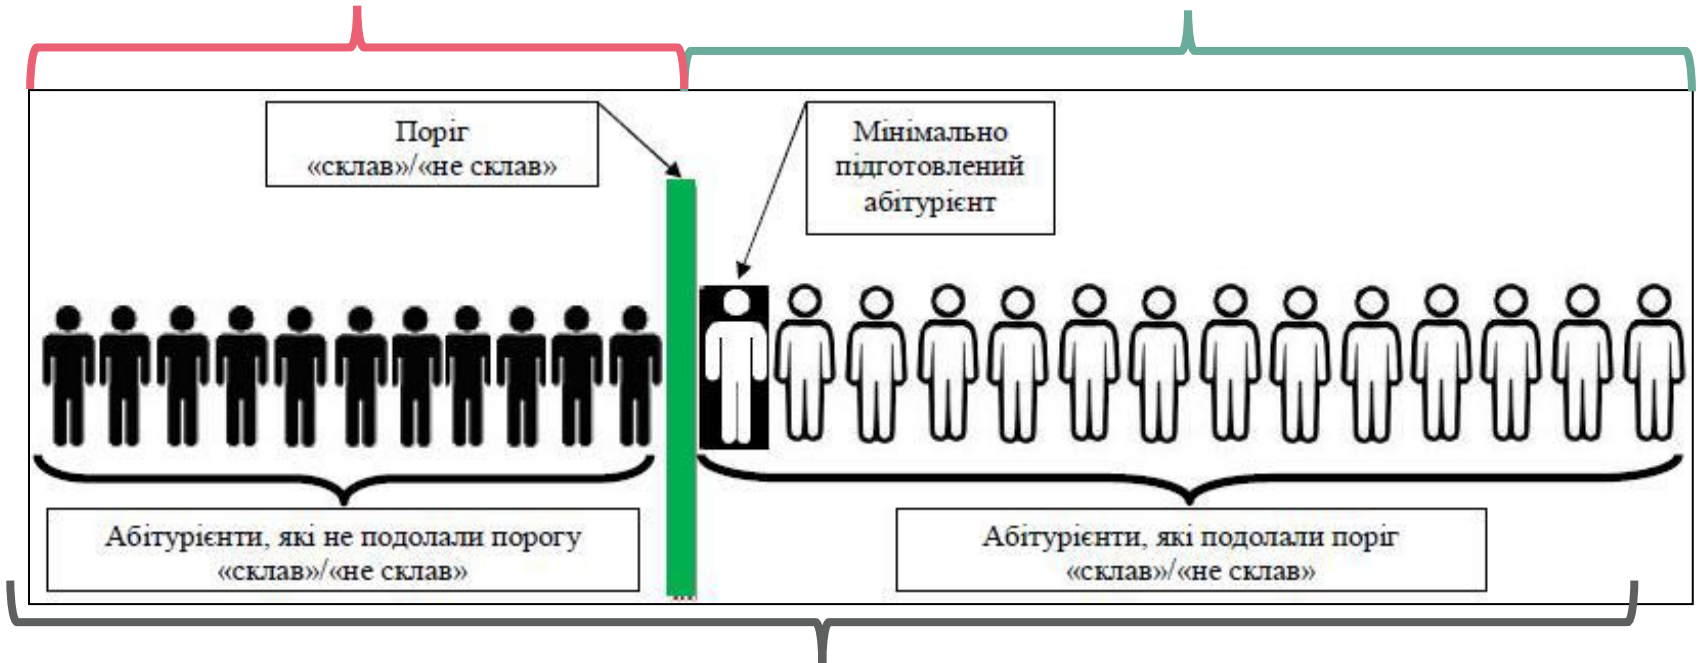 Поріг
«склав»/«не склав»
Мінімально
підготовлений
абітурієнт
Абітурієнти, які не подолали порогу
«склав»/«не склав»
Абітурієнти, які подолали поріг
«склав»/«не склав»